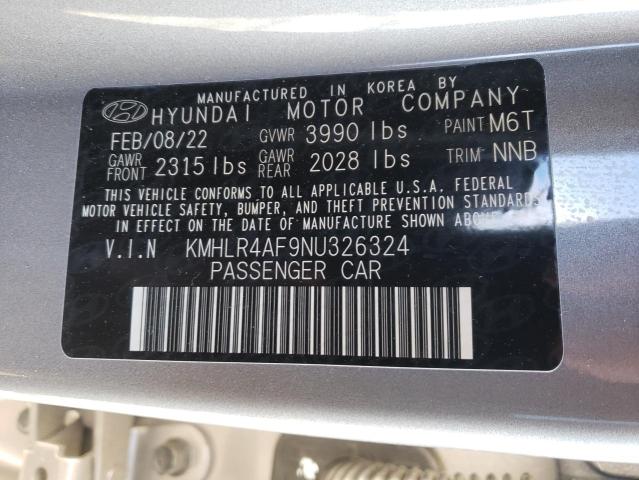 MANUFACTURED IN KOREA BY
HYUNDAI MOTOR COMPANY
FEB/08/22 GVWR 3990 lbs PAINT M6T
GAWR FRONT 2315 lbs GAWR REAR 2028 lbs TRIM NNB
THIS VEHICLE CONFORMS TO ALL APPLICABLE U.S.A. FEDERAL
MOTOR VEHICLE SAFETY, BUMPER, AND THEFT PREVENTION STANDARDS
IN EFFECT ON THE DATE OF MANUFACTURE SHOWN ABOVE.
V.I.N KMHLR4AF9NU326324
PASSENGER CAR